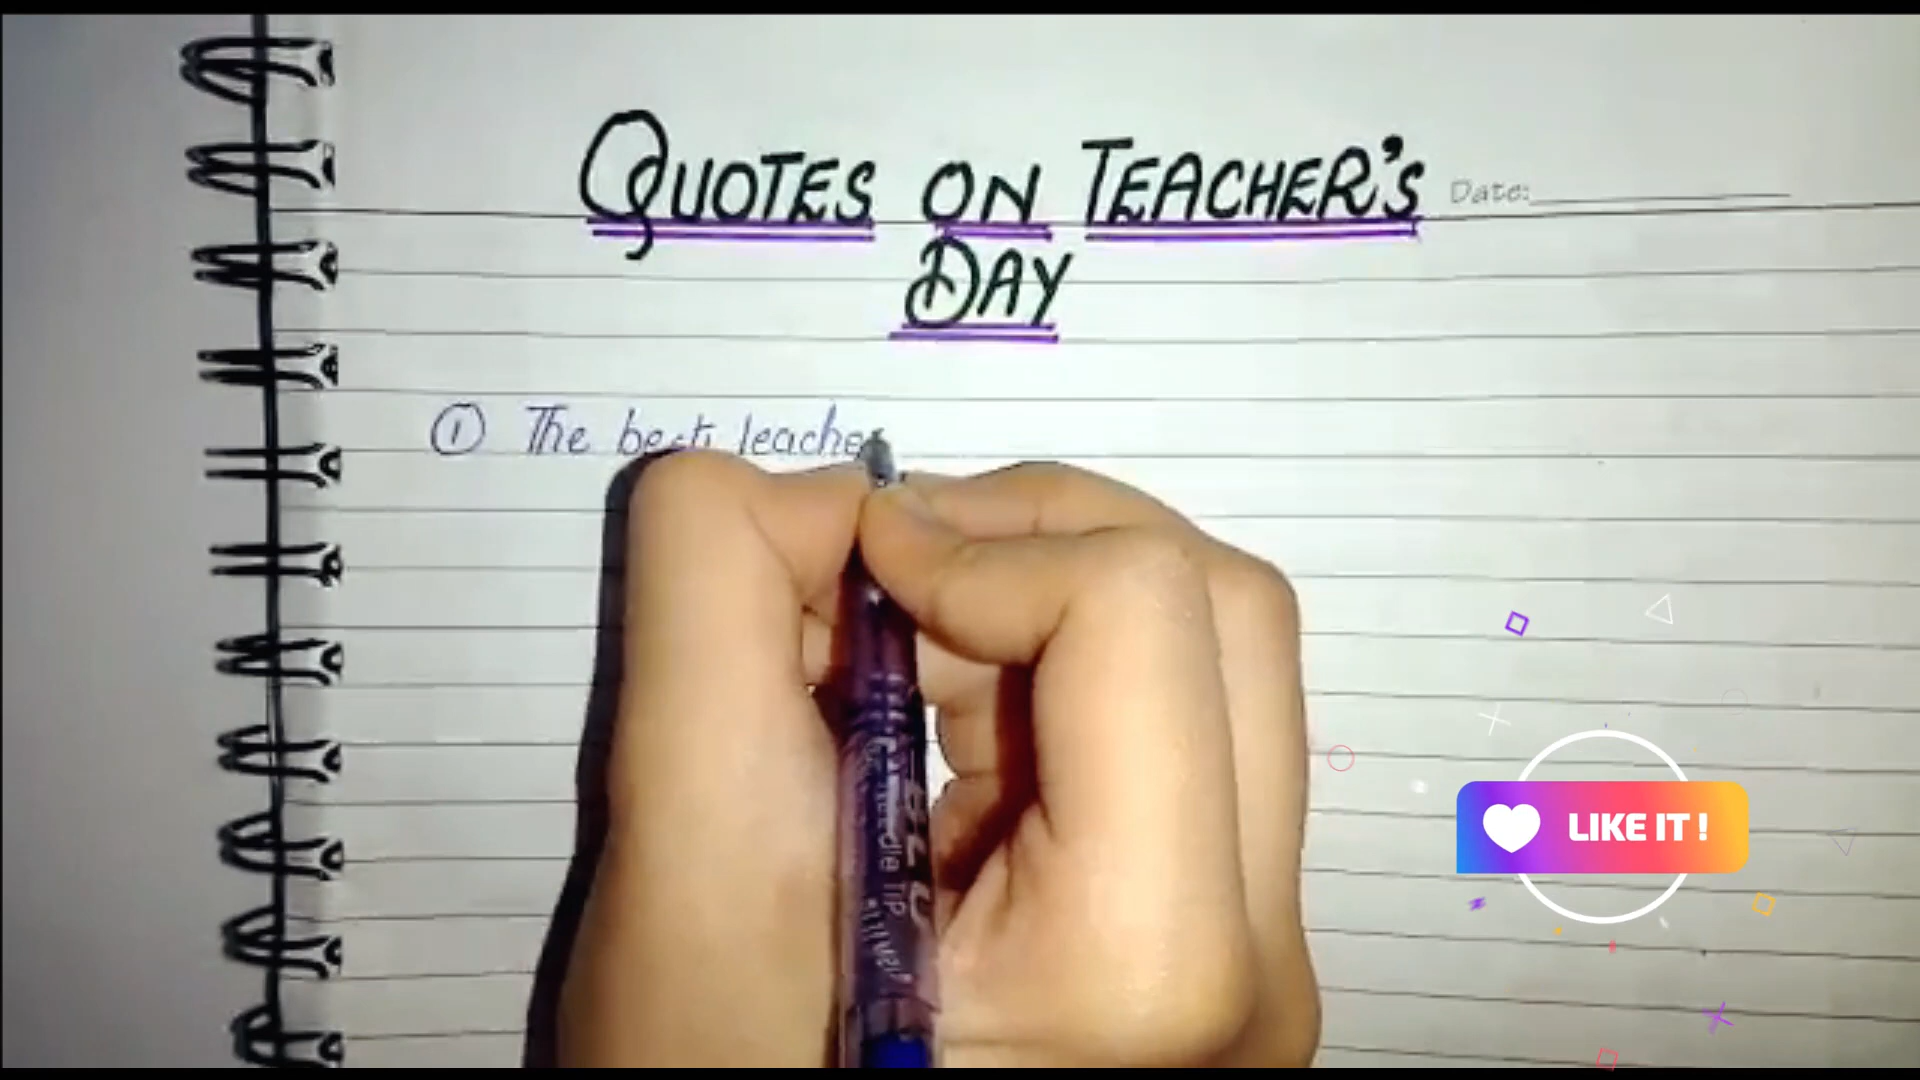 QUOTES ON TEACHER'S
Date:
DAY
① The best teache
LIKE IT !